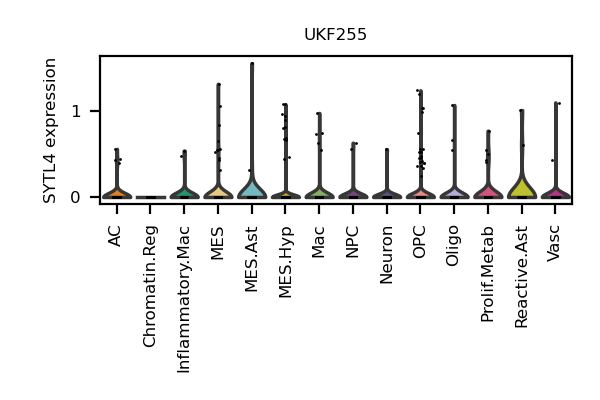 UKF255
SYTL4 expression
1
0
AC
Chromatin.Reg
Inflammatory.Mac
MES
MES.Ast
MES.Hyp
Mac
NPC
Neuron
OPC
Oligo
Prolif.Metab
Reactive.Ast
Vasc